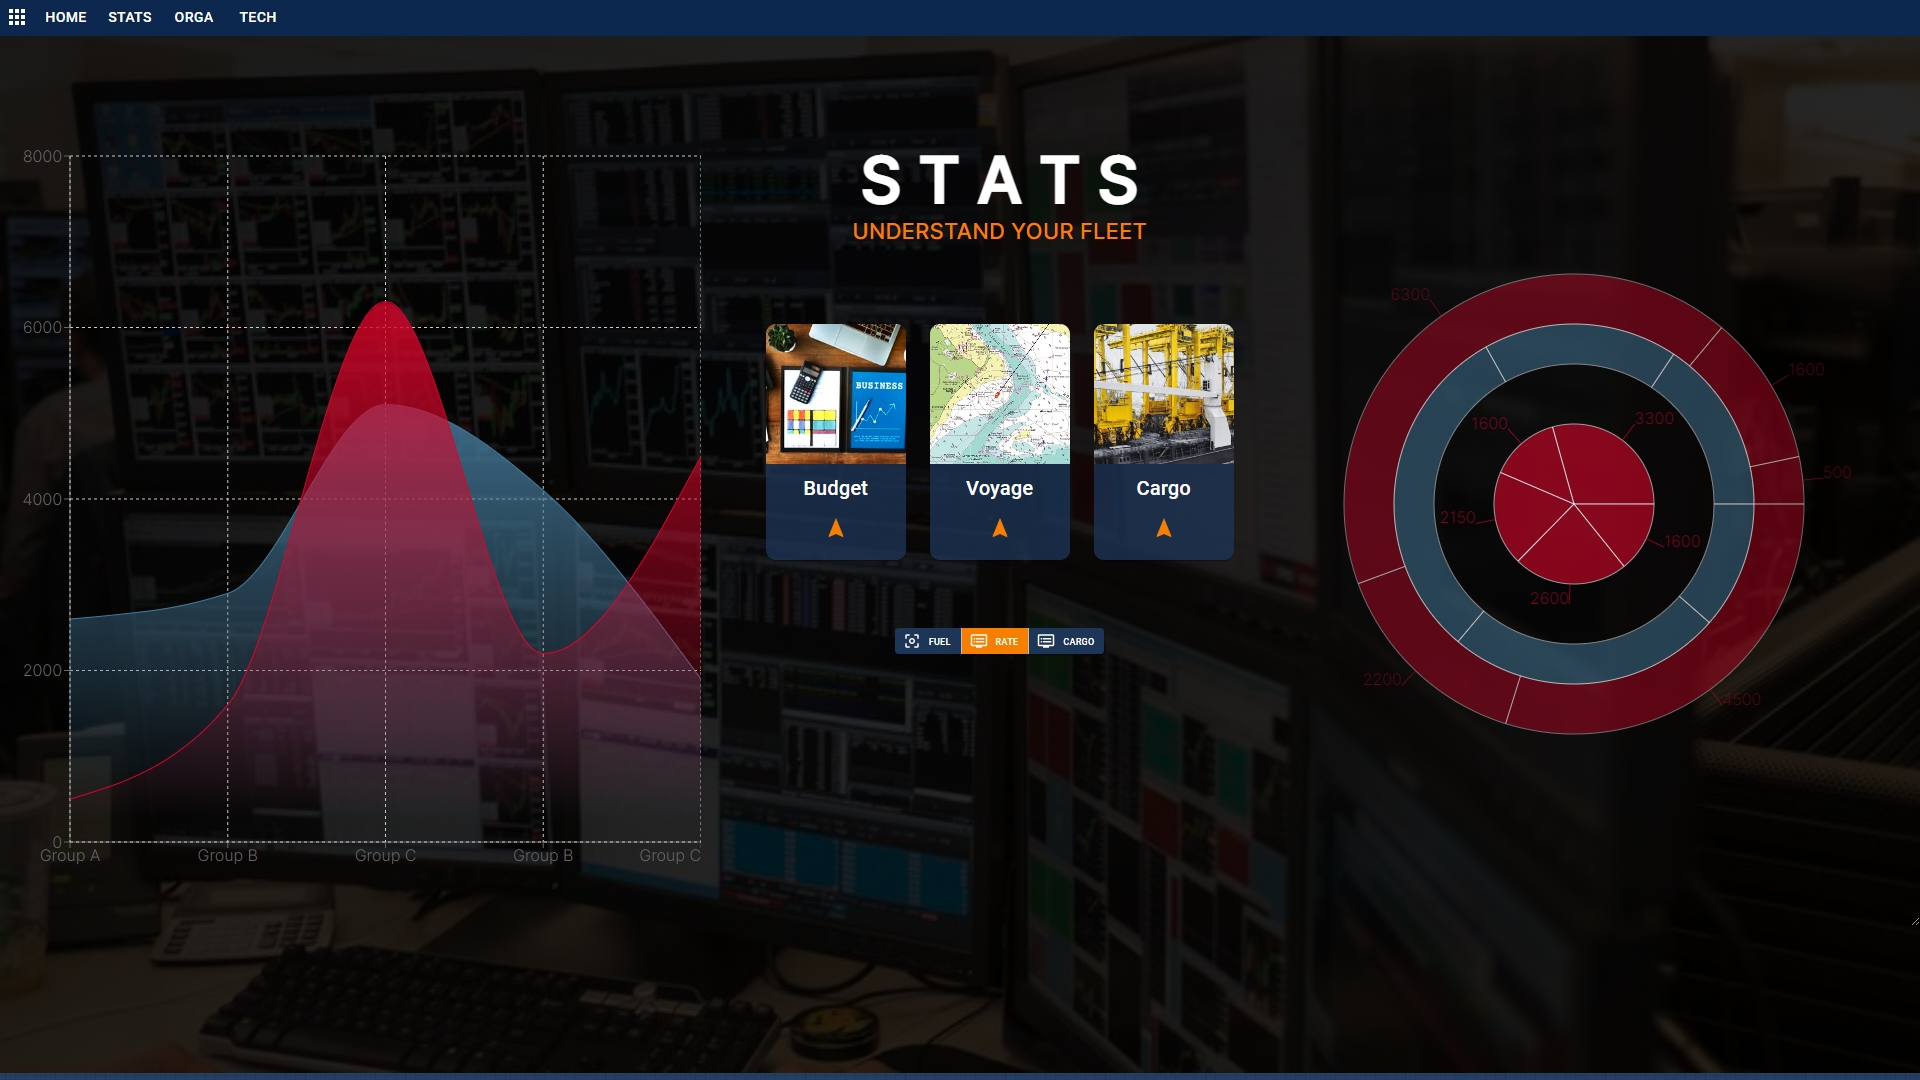 HOME STATS ORGA TECH
STATS
UNDERSTAND YOUR FLEET
8000
6000
4000
2000
0
Group A Group B Group C Group B Group C
BUSINESS
Budget Voyage Cargo
FUEL RATE CARGO
6300
1600
500
4500
2200
3300
1600
2150
2600
1600